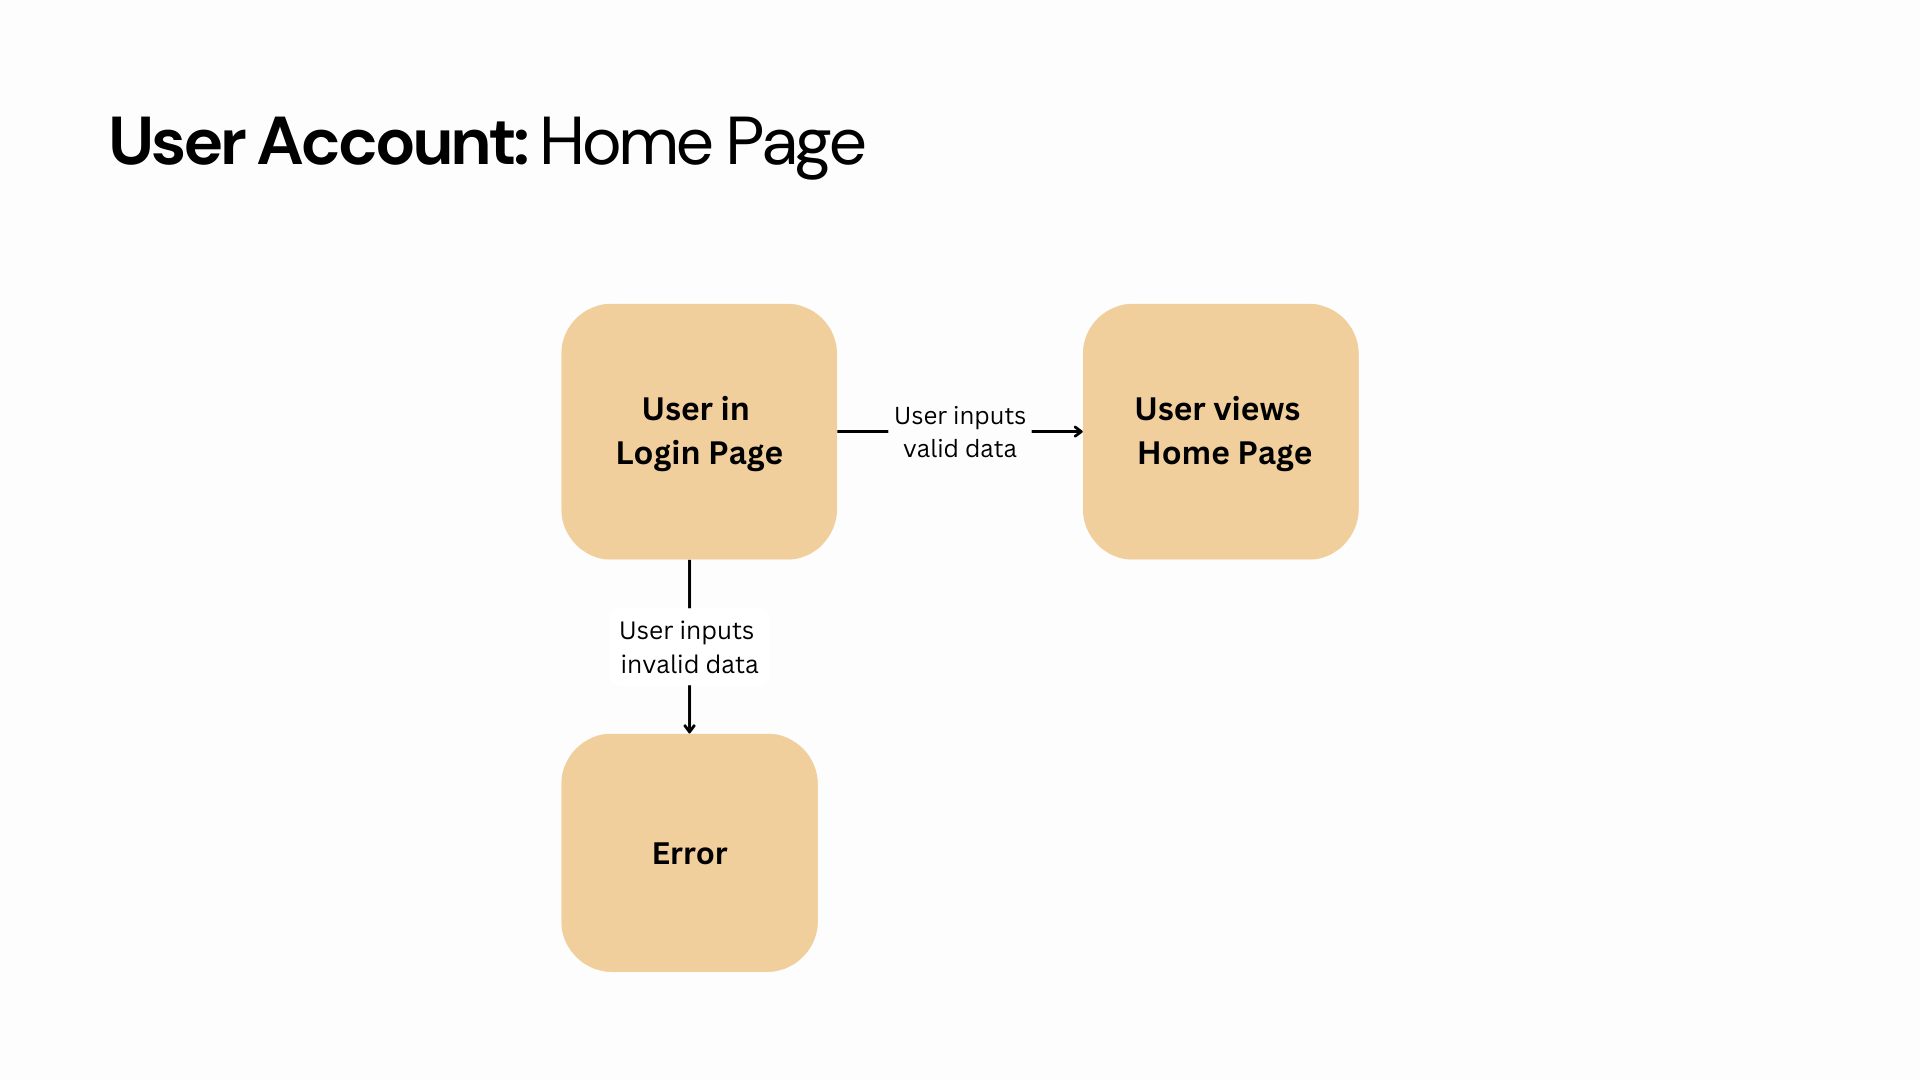 User Account: Home Page
User in
Login Page
User inputs
valid data
User views
Home Page
User inputs
invalid data
Error